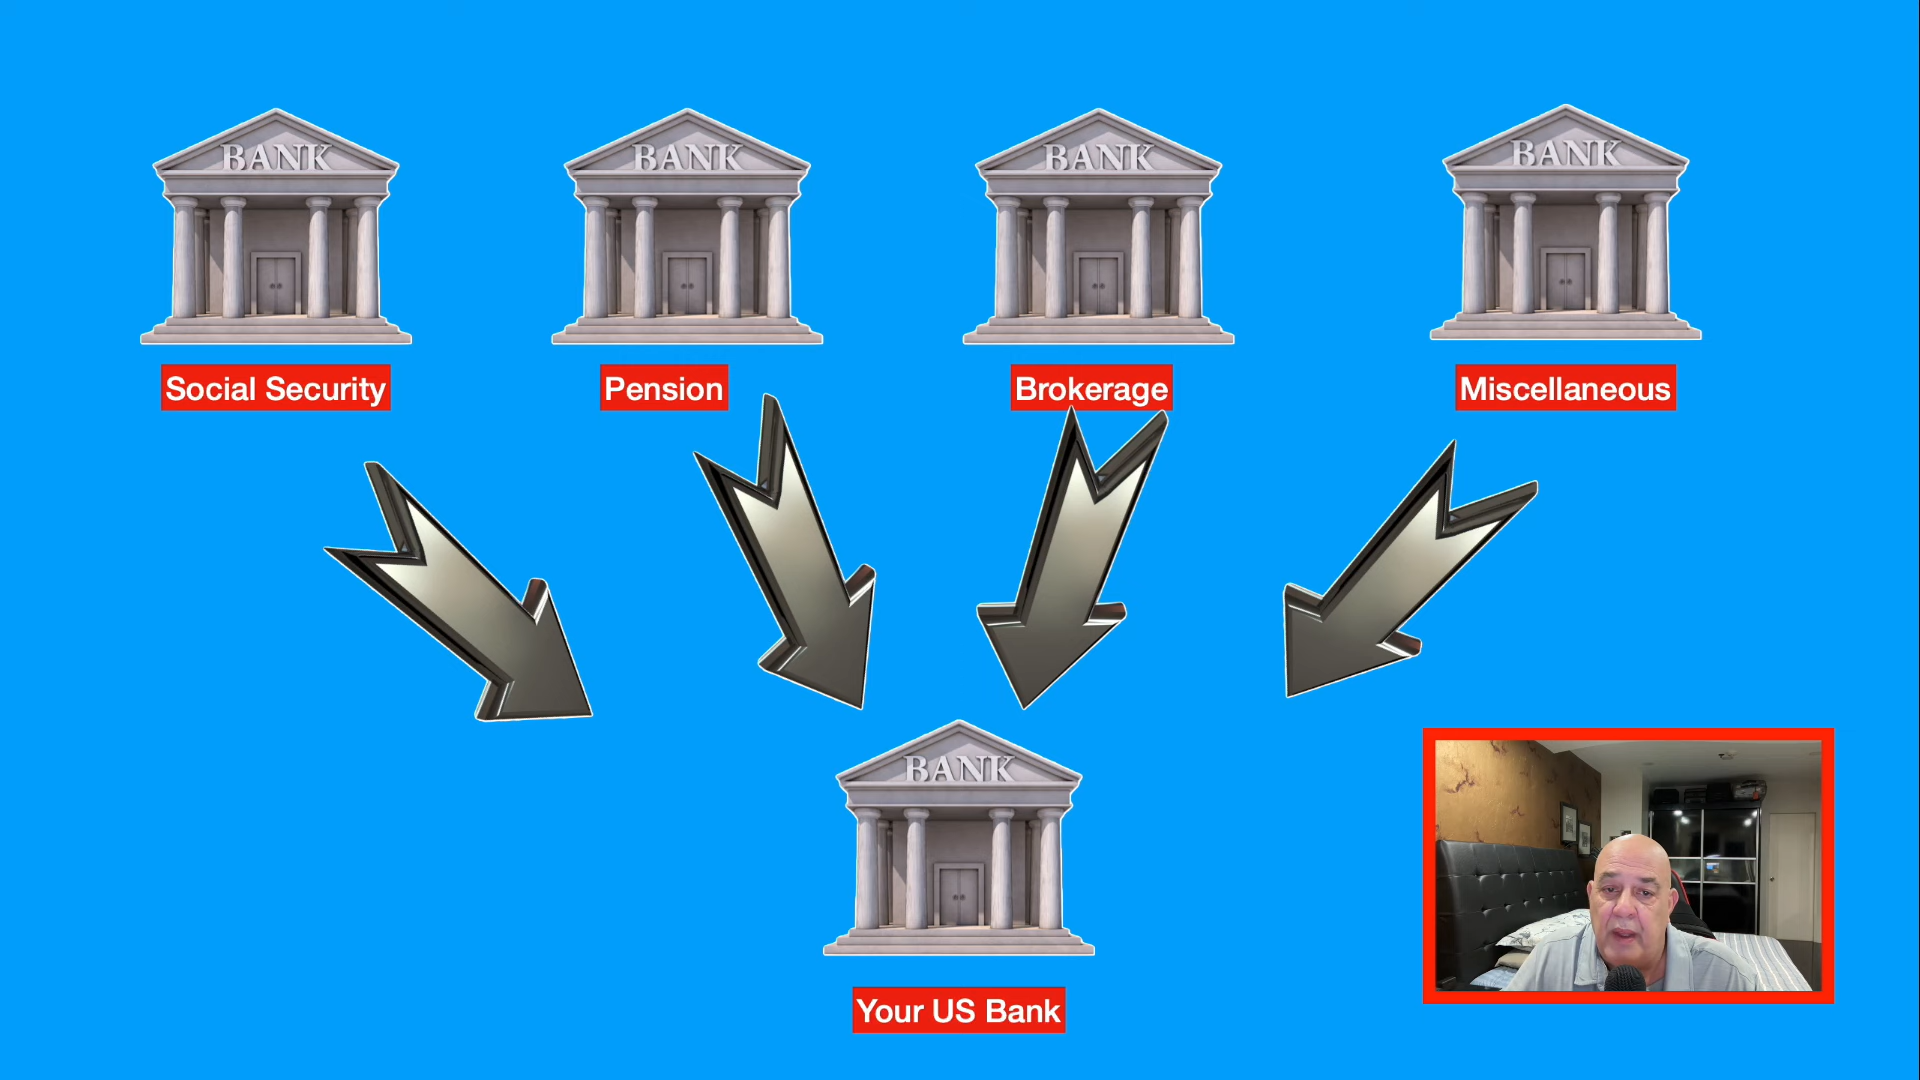 BANK
BANK
BANK
BANK
Social Security
Pension
Brokerage
Miscellaneous
BANK
Your US Bank